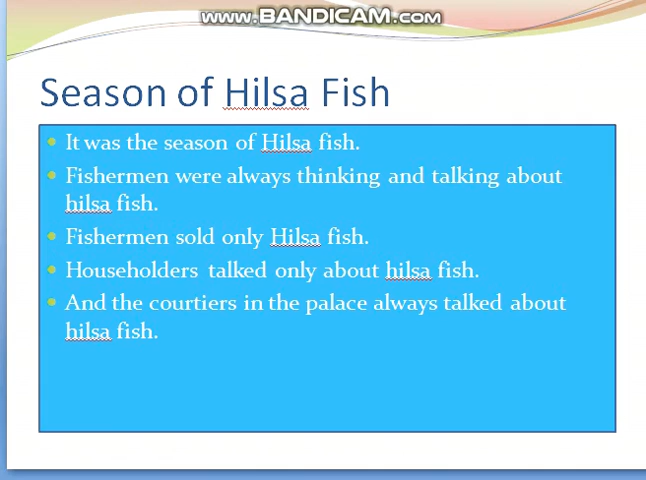 www.BANDICAM.com
Season of Hilsa Fish
It was the season of Hilsa fish.
Fishermen were always thinking and talking about
hilsa fish.
Fishermen sold only Hilsa fish.
Householders talked only about hilsa fish.
And the courtiers in the palace always talked about
hilsa fish.